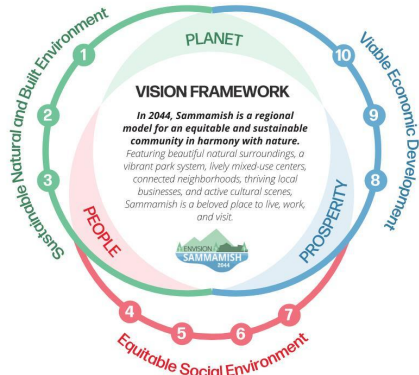 PLANET
Sustainable Natural and Built Environment
1
2
3
Viable Economic Development
10
9
8
VISION FRAMEWORK
In 2044, Sammamish is a regional
model for an equitable and sustainable
community in harmony with nature.
Featuring beautiful natural surroundings, a
vibrant park system, lively mixed-use centers,
connected neighborhoods, thriving local
businesses, and active cultural scenes,
Sammamish is a beloved place to live, work,
and visit.
PEOPLE
PROSPERITY
ENVISION
SAMMAMISH
2044
4
5
6
7
Equitable Social Environment